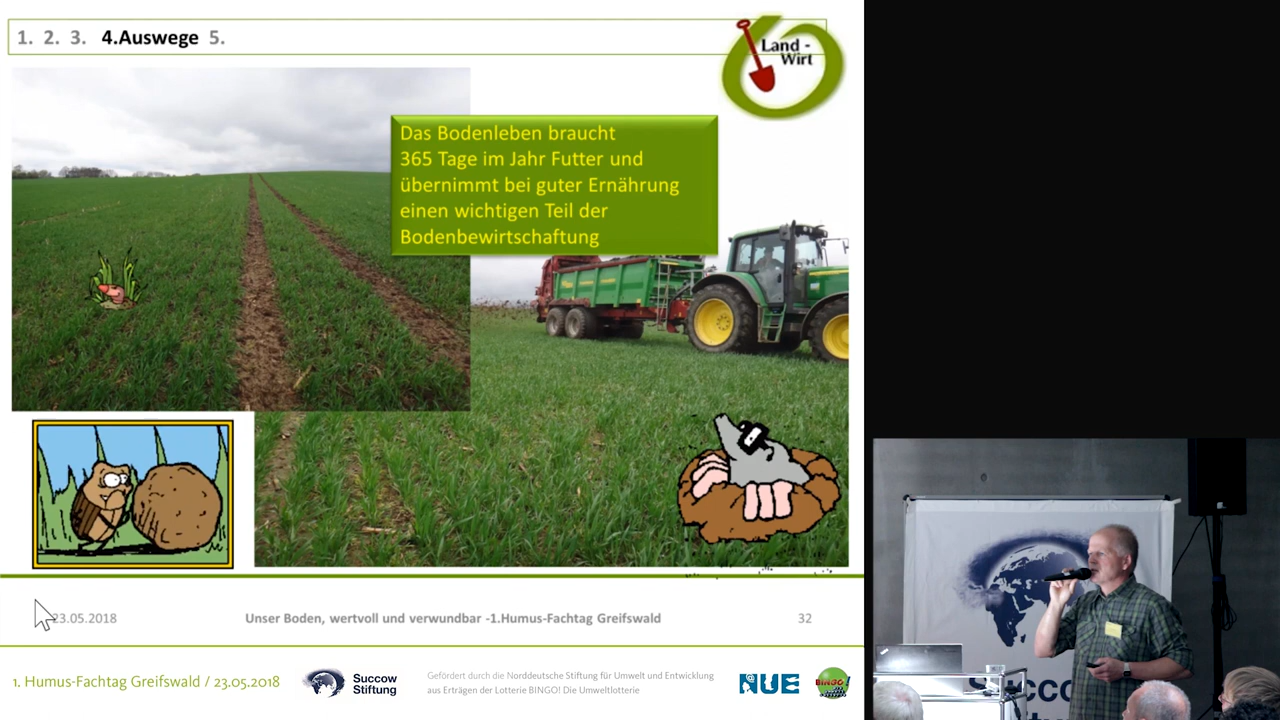 1. 2. 3. 4.Auswege 5.
Land -
Wirt
Das Bodenleben braucht
365 Tage im Jahr Futter und
übernimmt bei guter Ernährung
einen wichtigen Teil der
Bodenbewirtschaftung
23.05.2018
Unser Boden, wertvoll und verwundbar -1.Humus-Fachtag Greifswald
32
1. Humus-Fachtag Greifswald / 23.05.2018
Succow
Stiftung
Gefördert durch die Norddeutsche Stiftung für Umwelt und Entwicklung
aus Erträgen der Lotterie BINGO! Die Umweltlotterie
NUE
BINGO!